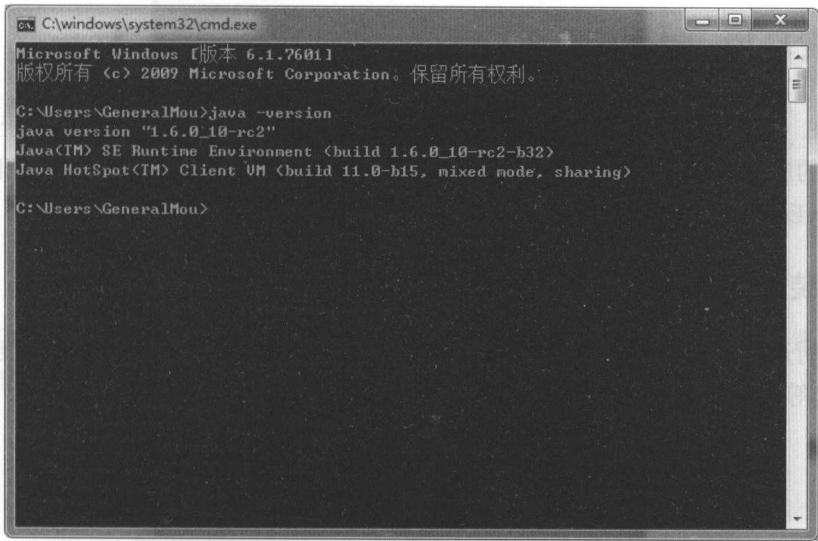 C:\windows\system32\cmd.exe
Microsoft Windows [版本 6.1.7601]
版权所有 (c) 2009 Microsoft Corporation。保留所有权利。
C:\Users\GeneralMou>java -version
java version "1.6.0_10-rc2"
Java(TM) SE Runtime Environment (build 1.6.0_10-rc2-b32)
Java HotSpot(TM) Client VM (build 11.0-b15, mixed mode, sharing)
C:\Users\GeneralMou>